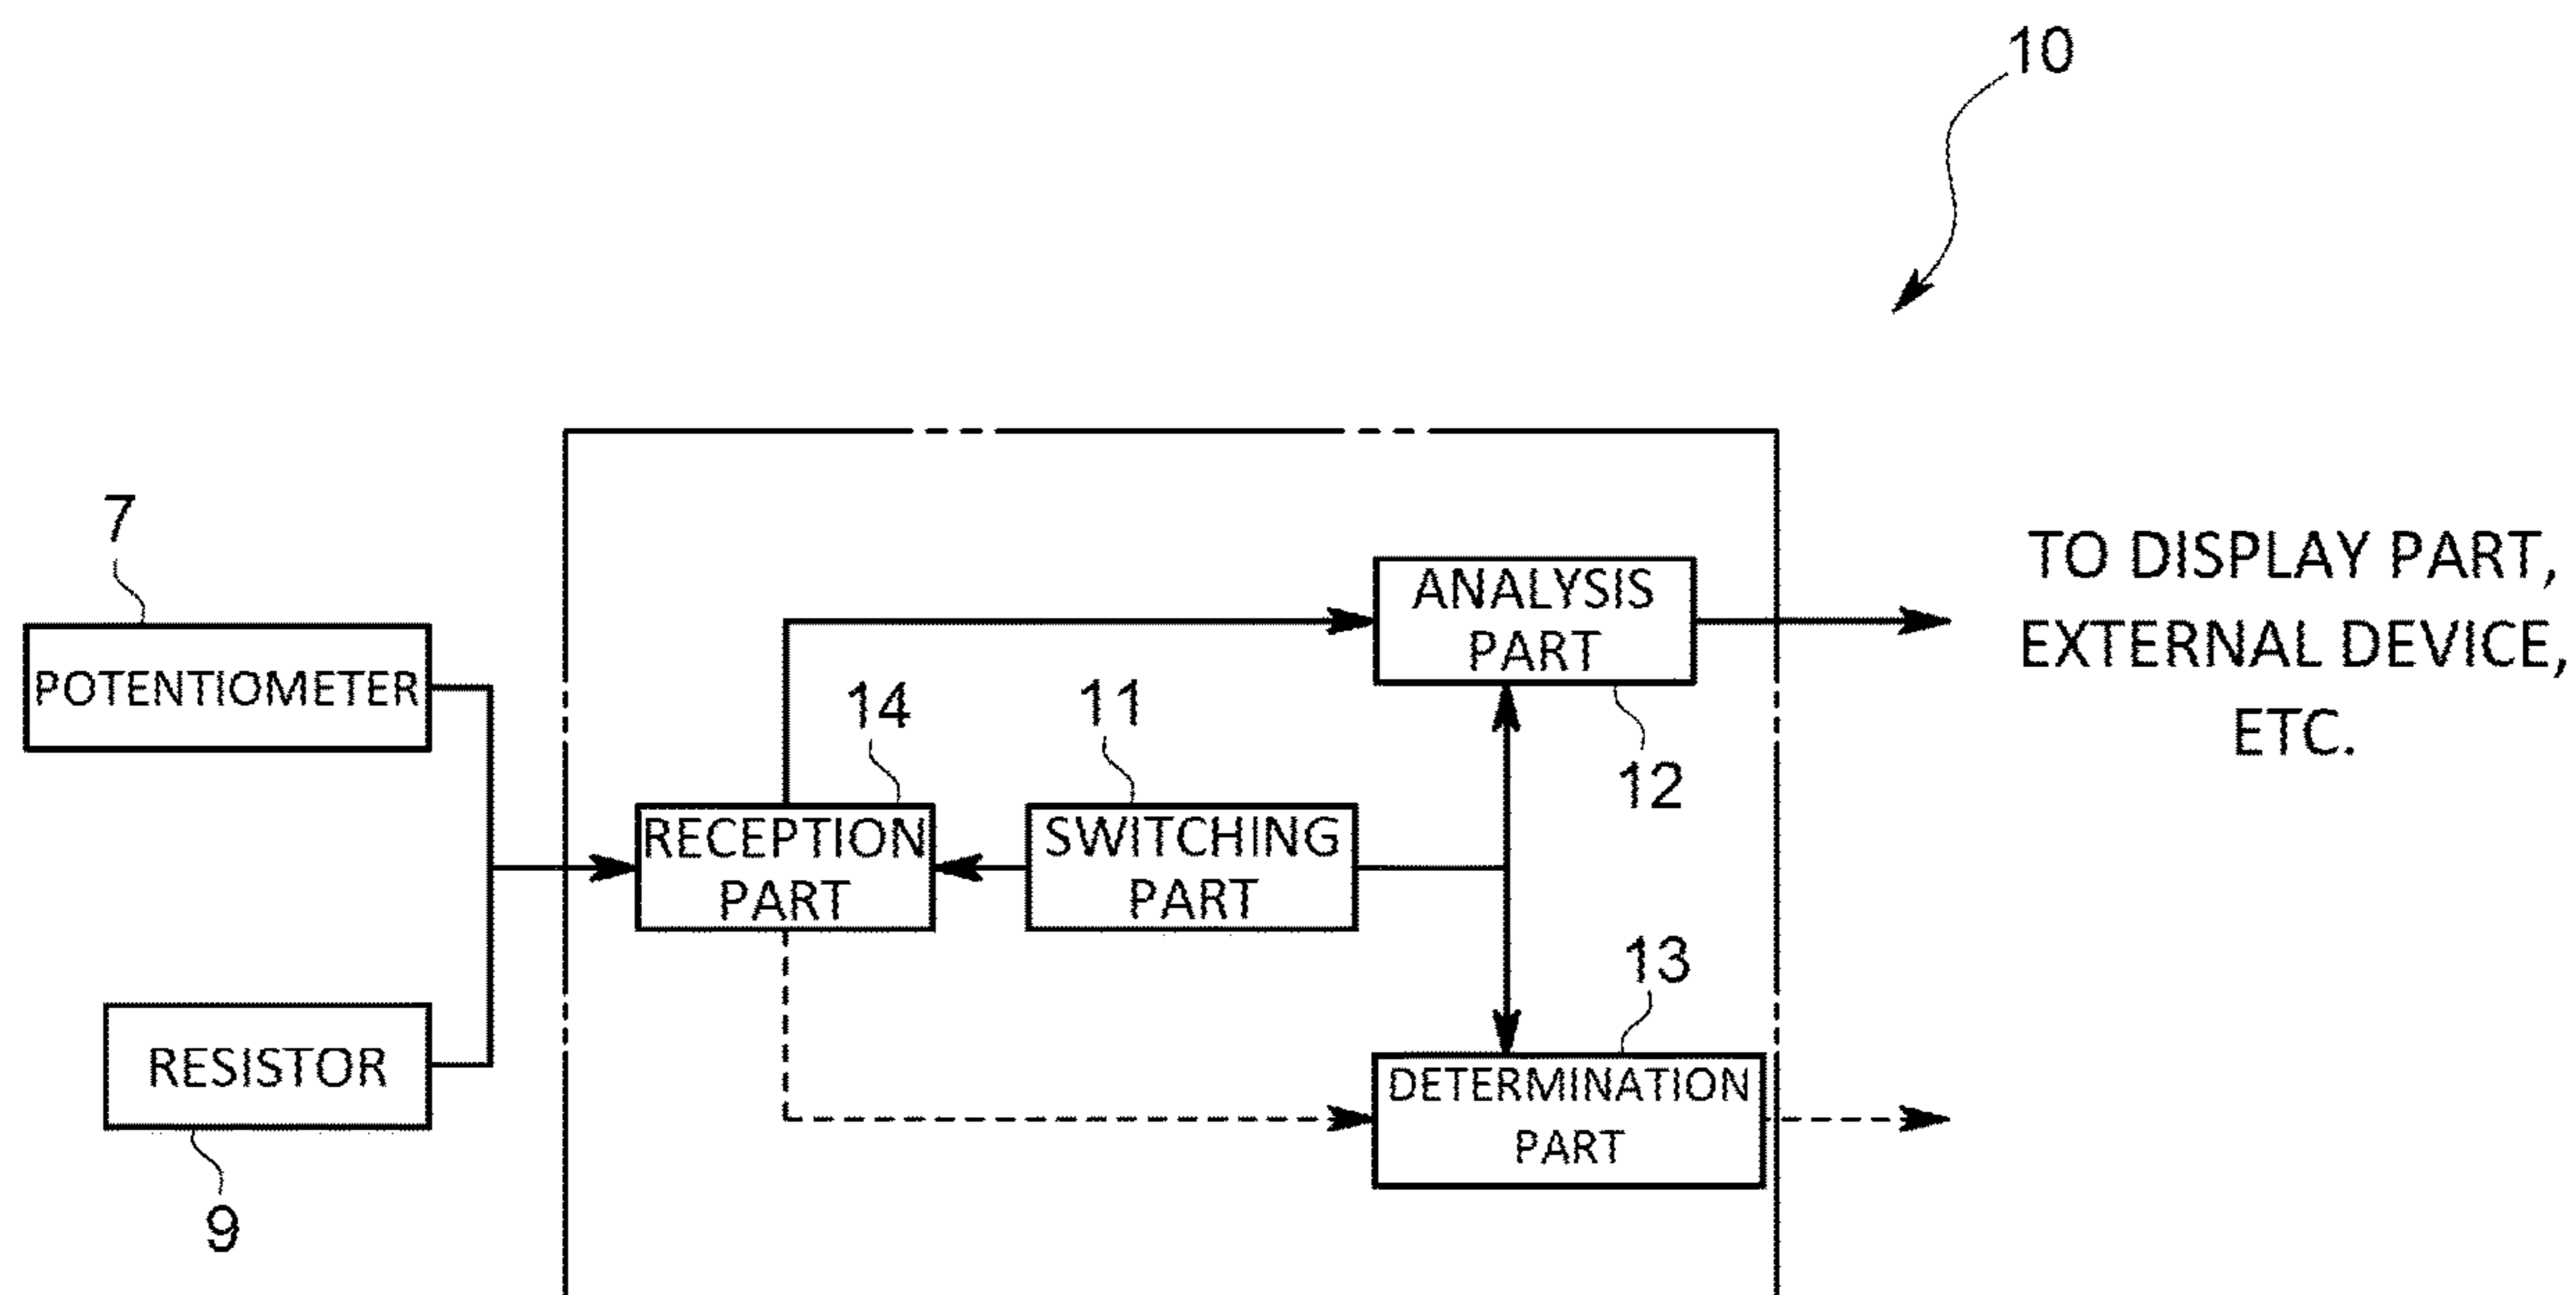 10
7
POTENTIOMETER
14
RECEPTION
PART
11
SWITCHING
PART
ANALYSIS
PART
12
TO DISPLAY PART,
EXTERNAL DEVICE,
ETC.
RESISTOR
9
13
DETERMINATION
PART